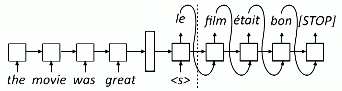 le film était bon [STOP]
the movie was great <s>